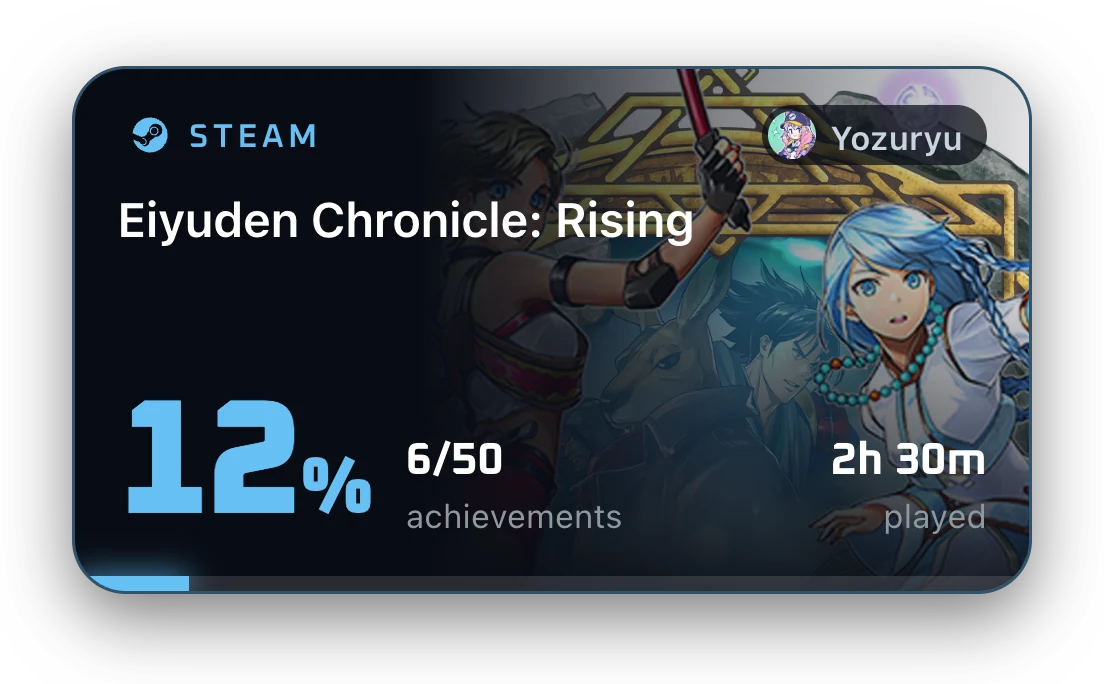 STEAM
Yozuryu
Eiyuden Chronicle: Rising
12%
6/50
achievements
2h 30m
played